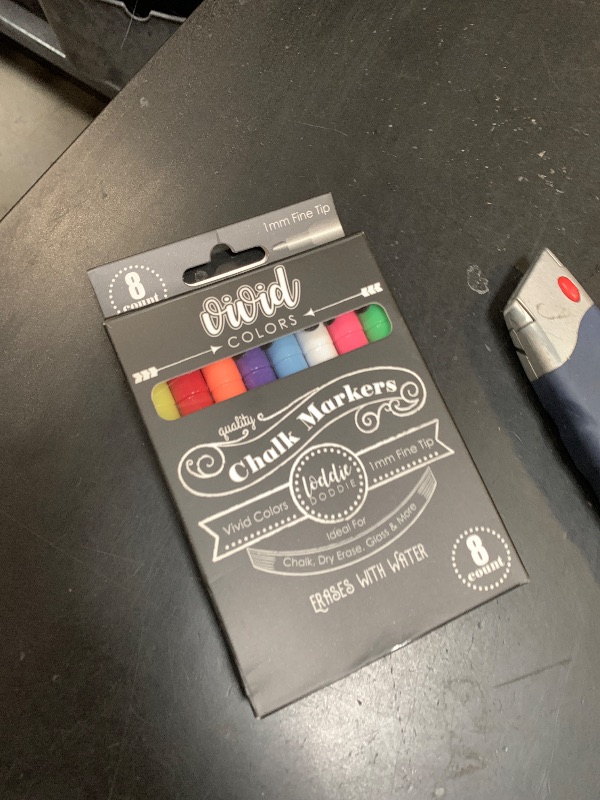 1mm Fine Tip
8
count
vivid
COLORS
quality
Chalk Markers
loddie
DODDIE
Vivid Colors
1mm Fine Tip
Ideal For
Chalk, Dry Erase, Glass & More
ERASES WITH WATER
8
count